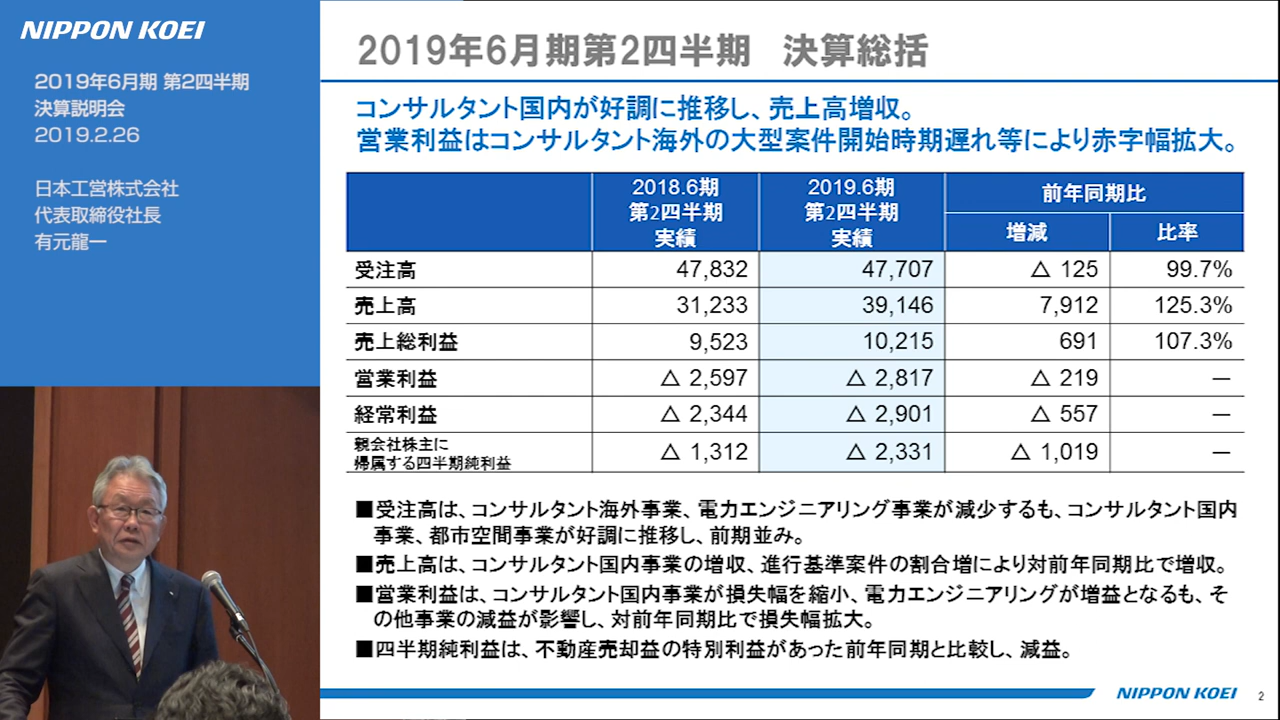 NIPPON KOEI
2019年6月期 第2四半期
決算説明会
2019.2.26
日本工営株式会社
代表取締役社長
有元龍一
2019年6月期第2四半期 決算総括
コンサルタント国内が好調に推移し、売上高増収。
営業利益はコンサルタント海外の大型案件開始時期遅れ等により赤字幅拡大。
2018.6期 第2四半期 実績 2019.6期 第2四半期 実績 前年同期比
増減 比率
受注高 47,832 47,707 △ 125 99.7%
売上高 31,233 39,146 7,912 125.3%
売上総利益 9,523 10,215 691 107.3%
営業利益 △ 2,597 △ 2,817 △ 219 ―
経常利益 △ 2,344 △ 2,901 △ 557 ―
親会社株主に
帰属する四半期純利益 △ 1,312 △ 2,331 △ 1,019 ―
■受注高は、コンサルタント海外事業、電力エンジニアリング事業が減少するも、コンサルタント国内
事業、都市空間事業が好調に推移し、前期並み。
■売上高は、コンサルタント国内事業の増収、進行基準案件の割合増により対前年同期比で増収。
■営業利益は、コンサルタント国内事業が損失幅を縮小、電力エンジニアリングが増益となるも、そ
の他事業の減益が影響し、対前年同期比で損失幅拡大。
■四半期純利益は、不動産売却益の特別利益があった前年同期と比較し、減益。
NIPPON KOEI 2